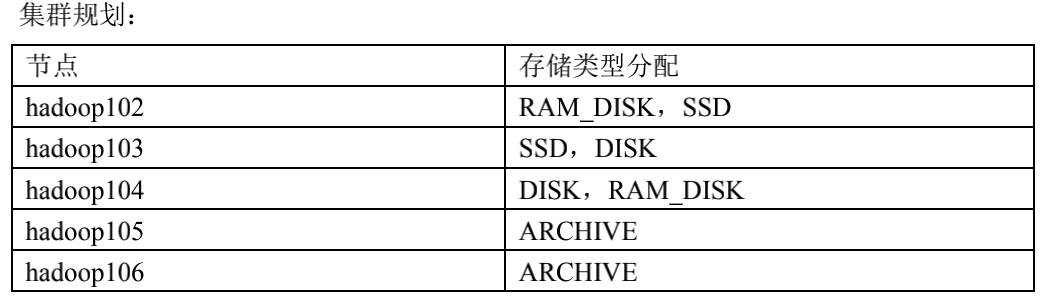 集群规划：
节点 存储类型分配
hadoop102 RAM_DISK，SSD
hadoop103 SSD，DISK
hadoop104 DISK，RAM_DISK
hadoop105 ARCHIVE
hadoop106 ARCHIVE